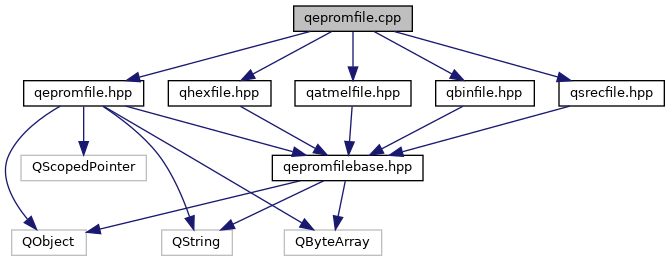 qepromfile.cpp
qepromfile.hpp
qhexfile.hpp
qatmelfile.hpp
qbinfile.hpp
qsrecfile.hpp
QScopedPointer
qepromfilebase.hpp
QObject
QString
QByteArray